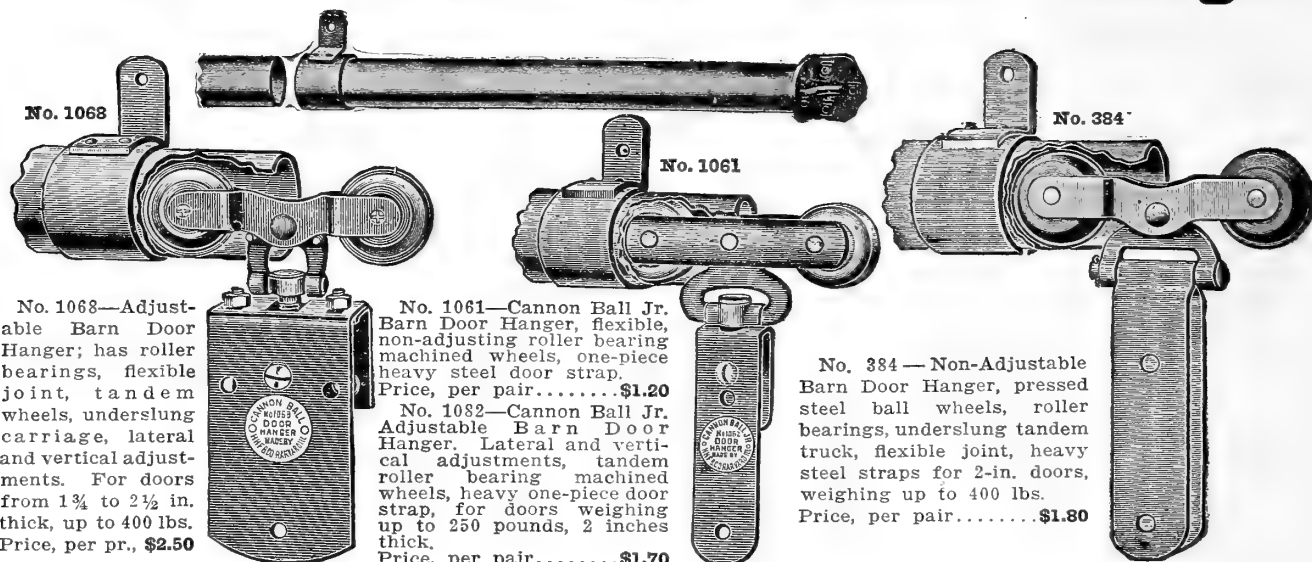 No. 1068
No. 1061
No. 384
No. 1068—Adjust-
able Barn Door
Hanger; has roller
bearings, flexible
joint, tandem
wheels, underslung
carriage, lateral
and vertical adjust-
ments. For doors
from 1¾ to 2½ in.
thick, up to 400 lbs.
Price, per pr., $2.50
No. 1061—Cannon Ball Jr.
Barn Door Hanger, flexible,
non-adjusting roller bearing
machined wheels, one-piece
heavy steel door strap.
Price, per pair........$1.20
No. 1082—Cannon Ball Jr.
Adjustable Barn Door
Hanger. Lateral and verti-
cal adjustments, tandem
roller bearing machined
wheels, heavy one-piece door
strap, for doors weighing
up to 250 pounds, 2 inches
thick.
Price, per pair........$1.70
No. 384—Non-Adjustable
Barn Door Hanger, pressed
steel ball wheels, roller
bearings, underslung tandem
truck, flexible joint, heavy
steel straps for 2-in. doors,
weighing up to 400 lbs.
Price, per pair........$1.80
CANNON BALL
DOOR
HANGER
MADE BY
CANNON BALL JR
DOOR
HANGER
MADE BY